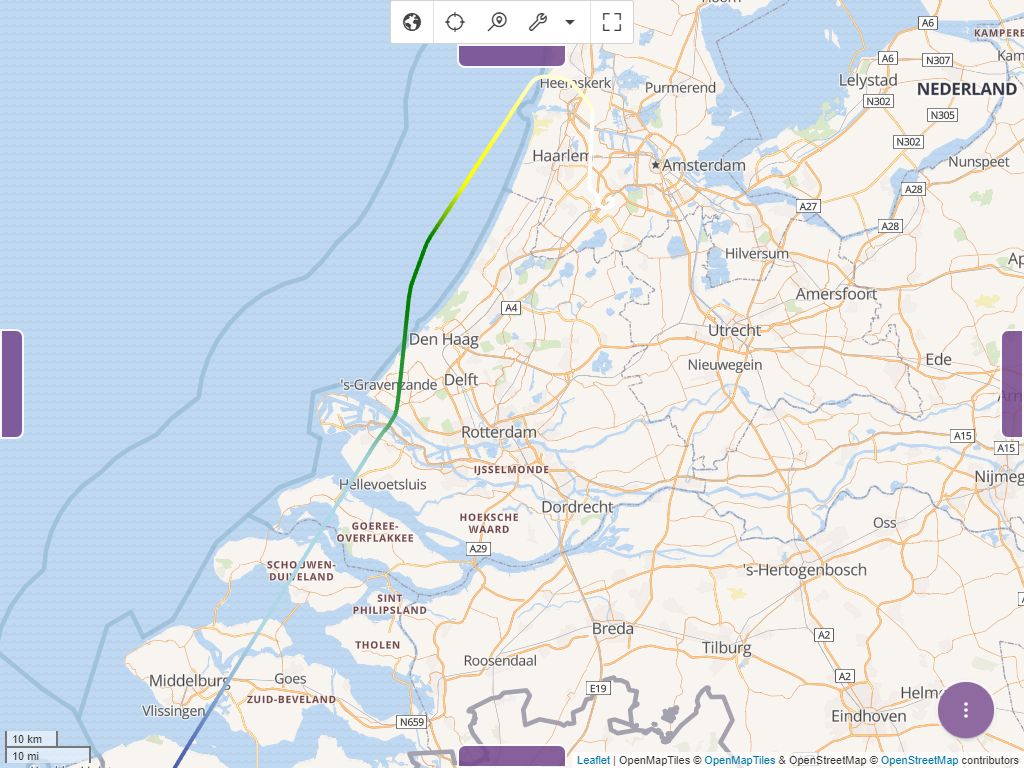 Hoorn
A6
KAMPERE
A6
N307
Kam
Heemskerk
Purmerend
Lelystad
NEDERLAND
N302
N305
N302
Haarlem
Amsterdam
Nunspeet
A28
A27
A28
Hilversum
Ap
Amersfoort
A4
Den Haag
Utrecht
Ede
Nieuwegein
's-Gravenzande
Delft
Rotterdam
A15
A15
IJSSELMONDE
Nijmeg
Hellevoetsluis
Dordrecht
GOEREE-
OVERFLAKKEE
HOEKSCHE
WAARD
Oss
A29
SCHOUWEN-
DUIVELAND
's-Hertogenbosch
SINT
PHILIPSLAND
Breda
A2
THOLEN
Tilburg
Roosendaal
Middelburg
Goes
A2
E19
ZUID-BEVELAND
Helm
Vlissingen
N659
Eindhoven
10 km
10 mi
Leaflet | OpenMapTiles © OpenMapTiles & OpenStreetMap © OpenStreetMap contributors